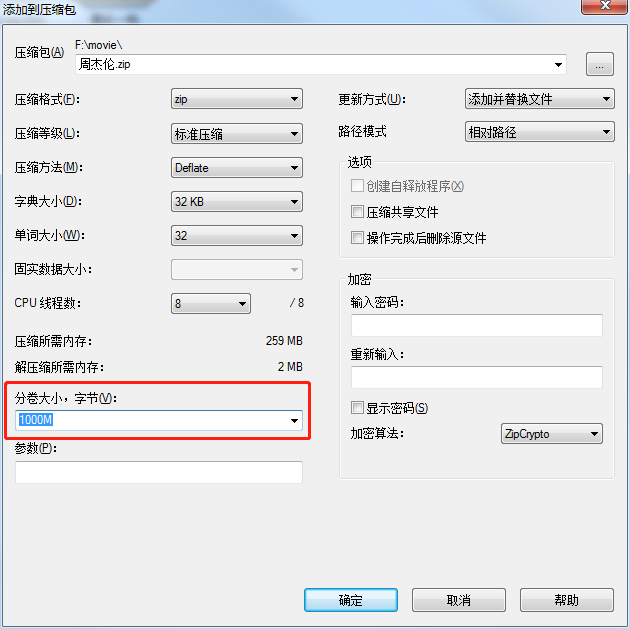 添加到压缩包
压缩包(A)
F:\movie\
周杰伦.zip
...
压缩格式(F):
zip
压缩等级(L):
标准压缩
压缩方法(M):
Deflate
字典大小(D):
32 KB
单词大小(W):
32
固实数据大小:
CPU 线程数:
8
/ 8
压缩所需内存:
259 MB
解压缩所需内存:
2 MB
分卷大小，字节(V):
1000M
参数(P):
更新方式(U):
添加并替换文件
路径模式
相对路径
选项
创建自释放程序(X)
压缩共享文件
操作完成后删除源文件
加密
输入密码:
重新输入:
显示密码(S)
加密算法:
ZipCrypto
确定
取消
帮助